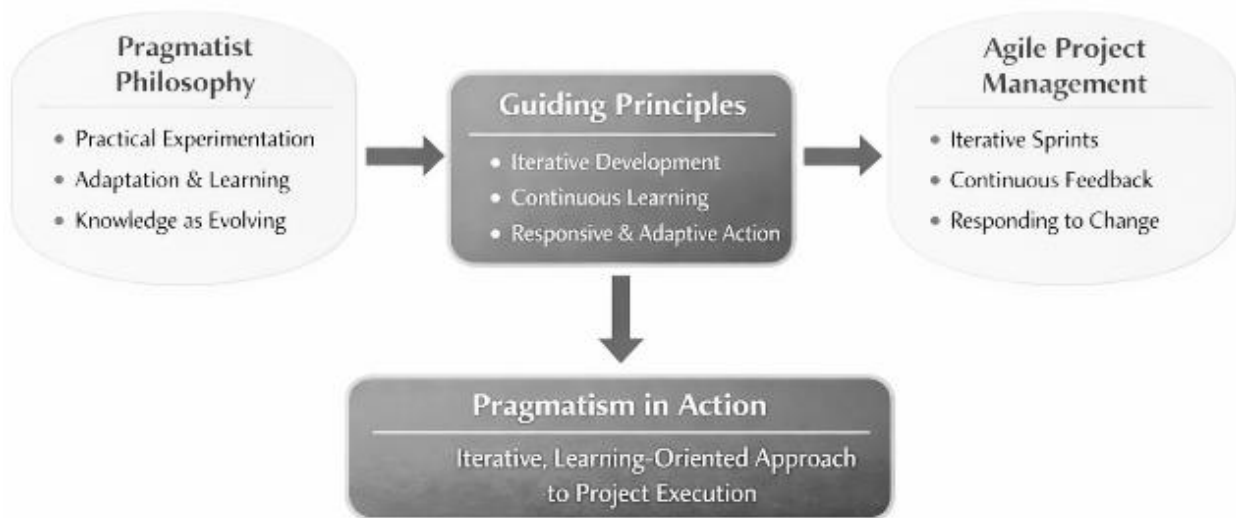 Pragmatist
Philosophy
• Practical Experimentation
• Adaptation & Learning
• Knowledge as Evolving
Guiding Principles
• Iterative Development
• Continuous Learning
• Responsive & Adaptive Action
Agile Project
Management
• Iterative Sprints
• Continuous Feedback
• Responding to Change
Pragmatism in Action
Iterative, Learning-Oriented Approach
to Project Execution